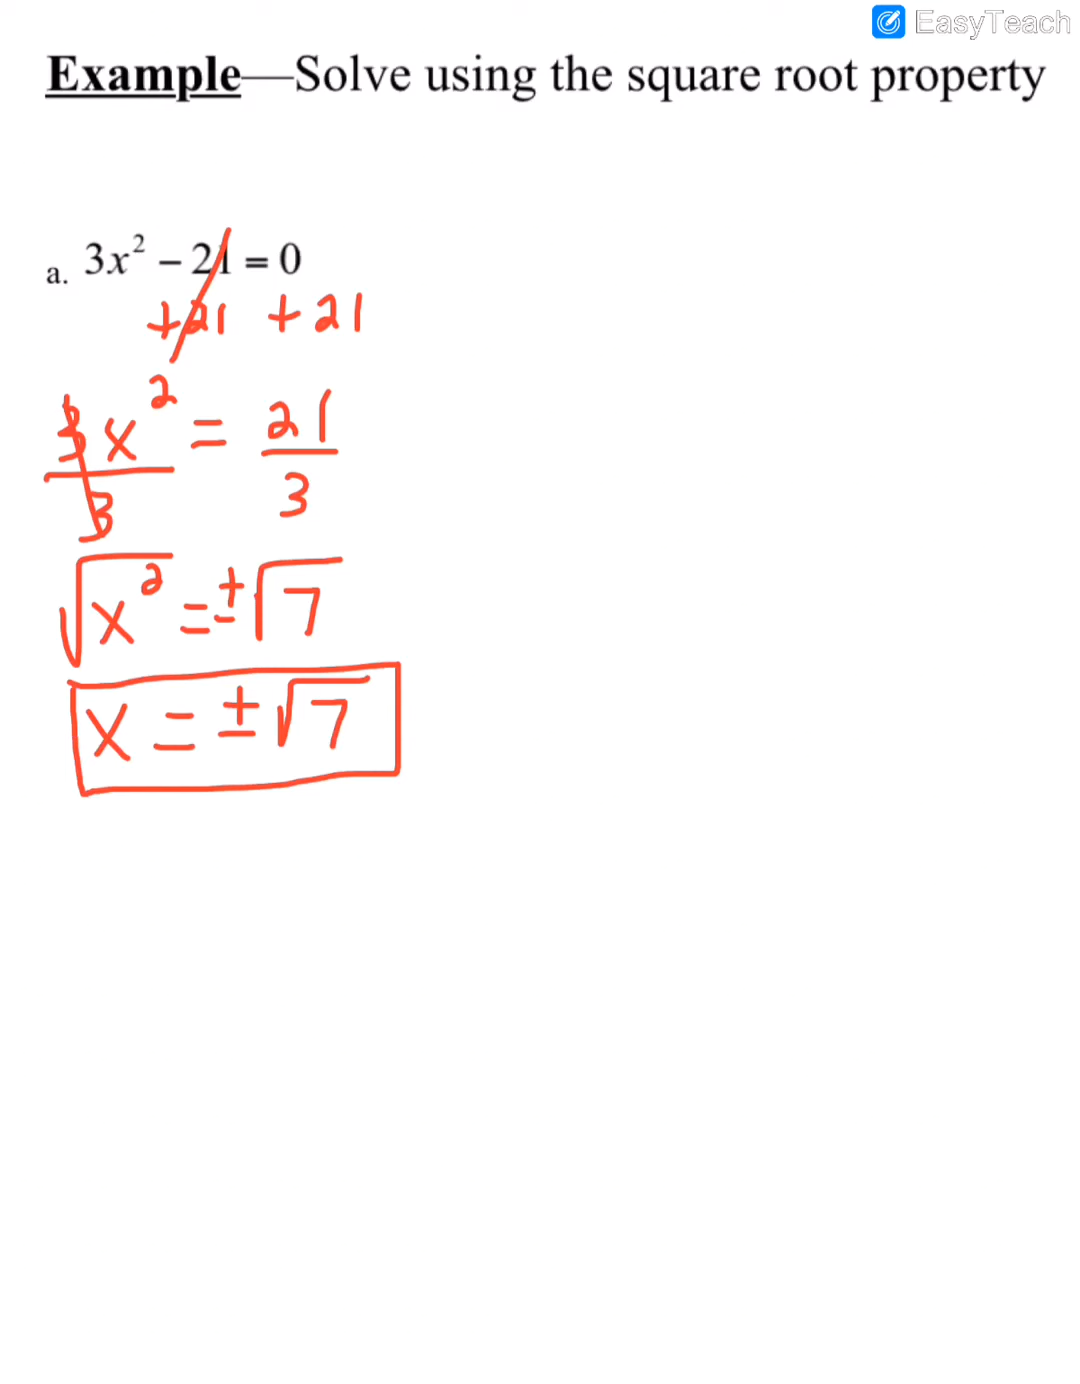 EasyTeach
Example—Solve using the square root property
a. 3x² − 21 = 0
+21 +21
3x² = 21
3 3
√x² = ±√7
x = ±√7